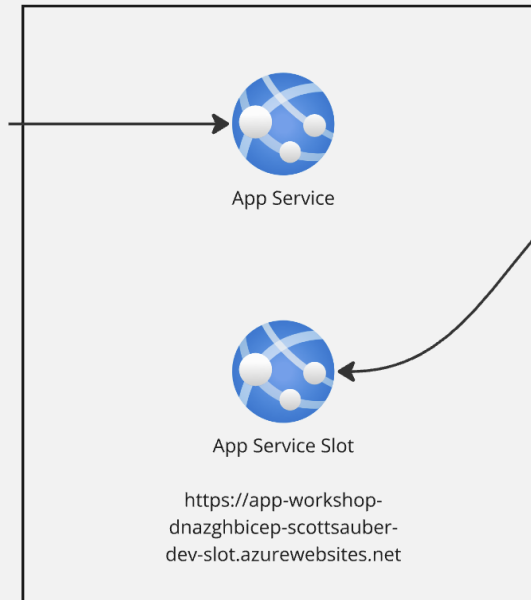 App Service
App Service Slot
https://app-workshop-
dnazghbicep-scottsauber-
dev-slot.azurewebsites.net